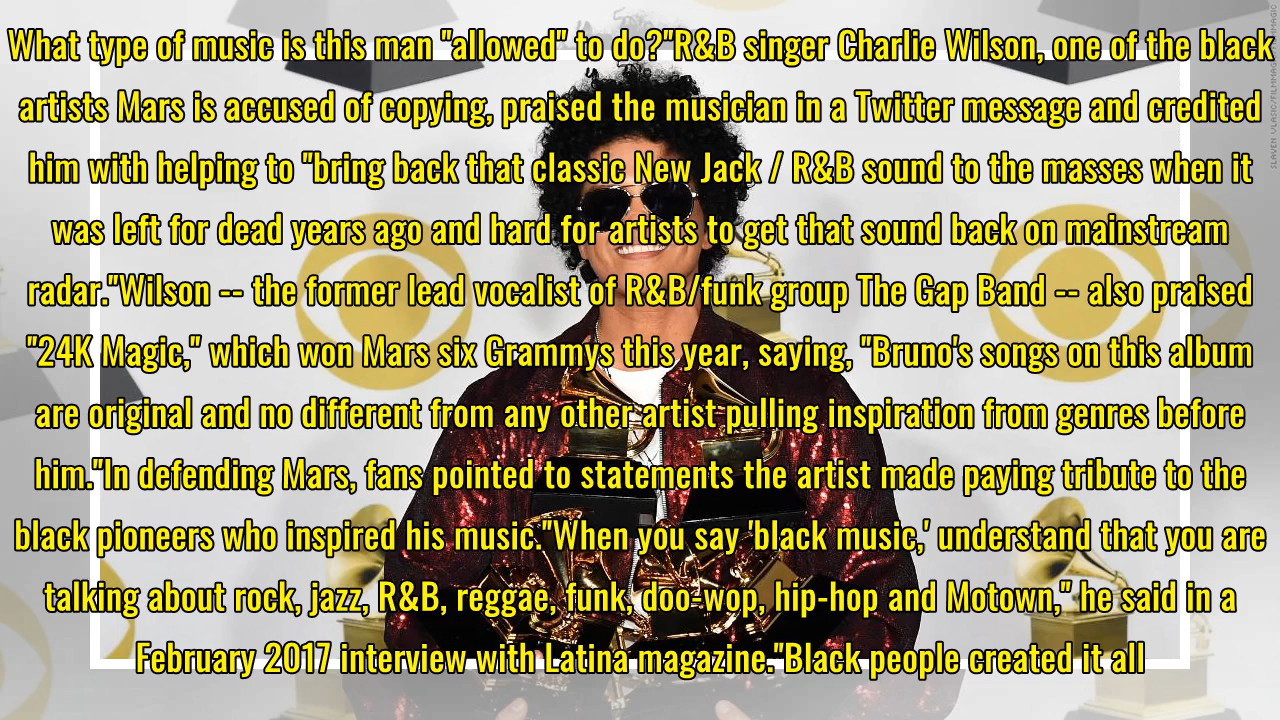 What type of music is this man "allowed" to do?"R&B singer Charlie Wilson, one of the black
artists Mars is accused of copying, praised the musician in a Twitter message and credited
him with helping to "bring back that classic New Jack / R&B sound to the masses when it
was left for dead years ago and hard for artists to get that sound back on mainstream
radar."Wilson -- the former lead vocalist of R&B/funk group The Gap Band -- also praised
"24K Magic," which won Mars six Grammys this year, saying, "Bruno's songs on this album
are original and no different from any other artist pulling inspiration from genres before
him."In defending Mars, fans pointed to statements the artist made paying tribute to the
black pioneers who inspired his music."When you say 'black music,' understand that you are
talking about rock, jazz, R&B, reggae, funk, doo-wop, hip-hop and Motown," he said in a
February 2017 interview with Latina magazine."Black people created it all